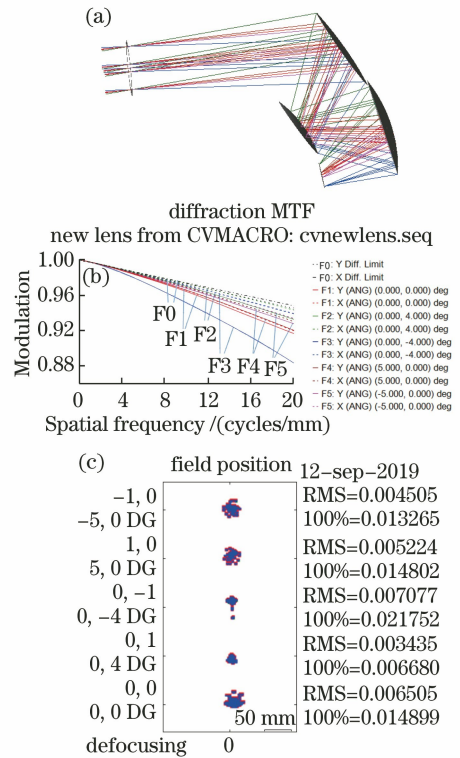 (a)
diffraction MTF
new lens from CVMACRO: cvnewlens.seq
(b)
Modulation
1.00
0.96
0.92
0.88
F0
F1
F2
F3
F4
F5
0 4 8 12 16 20
Spatial frequency /(cycles/mm)
F0: Y Diff. Limit
F0: X Diff. Limit
F1: Y (ANG) (0.000, 0.000) deg
F1: X (ANG) (0.000, 0.000) deg
F2: Y (ANG) (0.000, 4.000) deg
F2: X (ANG) (0.000, 4.000) deg
F3: Y (ANG) (0.000, -4.000) deg
F3: X (ANG) (0.000, -4.000) deg
F4: Y (ANG) (5.000, 0.000) deg
F4: X (ANG) (5.000, 0.000) deg
F5: Y (ANG) (-5.000, 0.000) deg
F5: X (ANG) (-5.000, 0.000) deg
(c)
field position
12-sep-2019
-1, 0
-5, 0 DG
RMS=0.004505
100%=0.013265
1, 0
5, 0 DG
RMS=0.005224
100%=0.014802
0, -1
0, -4 DG
RMS=0.007077
100%=0.021752
0, 1
0, 4 DG
RMS=0.003435
100%=0.006680
0, 0
0, 0 DG
RMS=0.006505
100%=0.014899
50 mm
defocusing 0